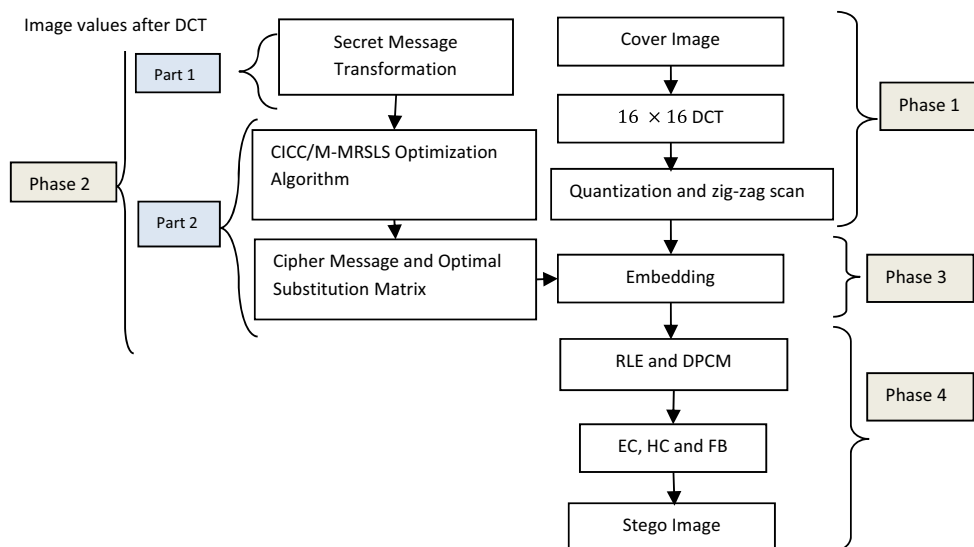 Image values after DCT
Part 1
Secret Message
Transformation
Phase 2
CICC/M-MRSLS Optimization
Algorithm
Part 2
Cipher Message and Optimal
Substitution Matrix
Cover Image
16 × 16 DCT
Quantization and zig-zag scan
Phase 1
Embedding
Phase 3
RLE and DPCM
EC, HC and FB
Stego Image
Phase 4